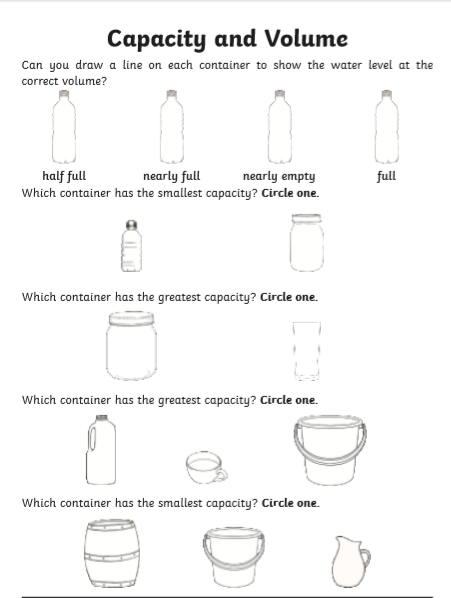 Capacity and Volume
Can you draw a line on each container to show the water level at the
correct volume?
half full nearly full nearly empty full
Which container has the smallest capacity? Circle one.
Which container has the greatest capacity? Circle one.
Which container has the greatest capacity? Circle one.
Which container has the smallest capacity? Circle one.